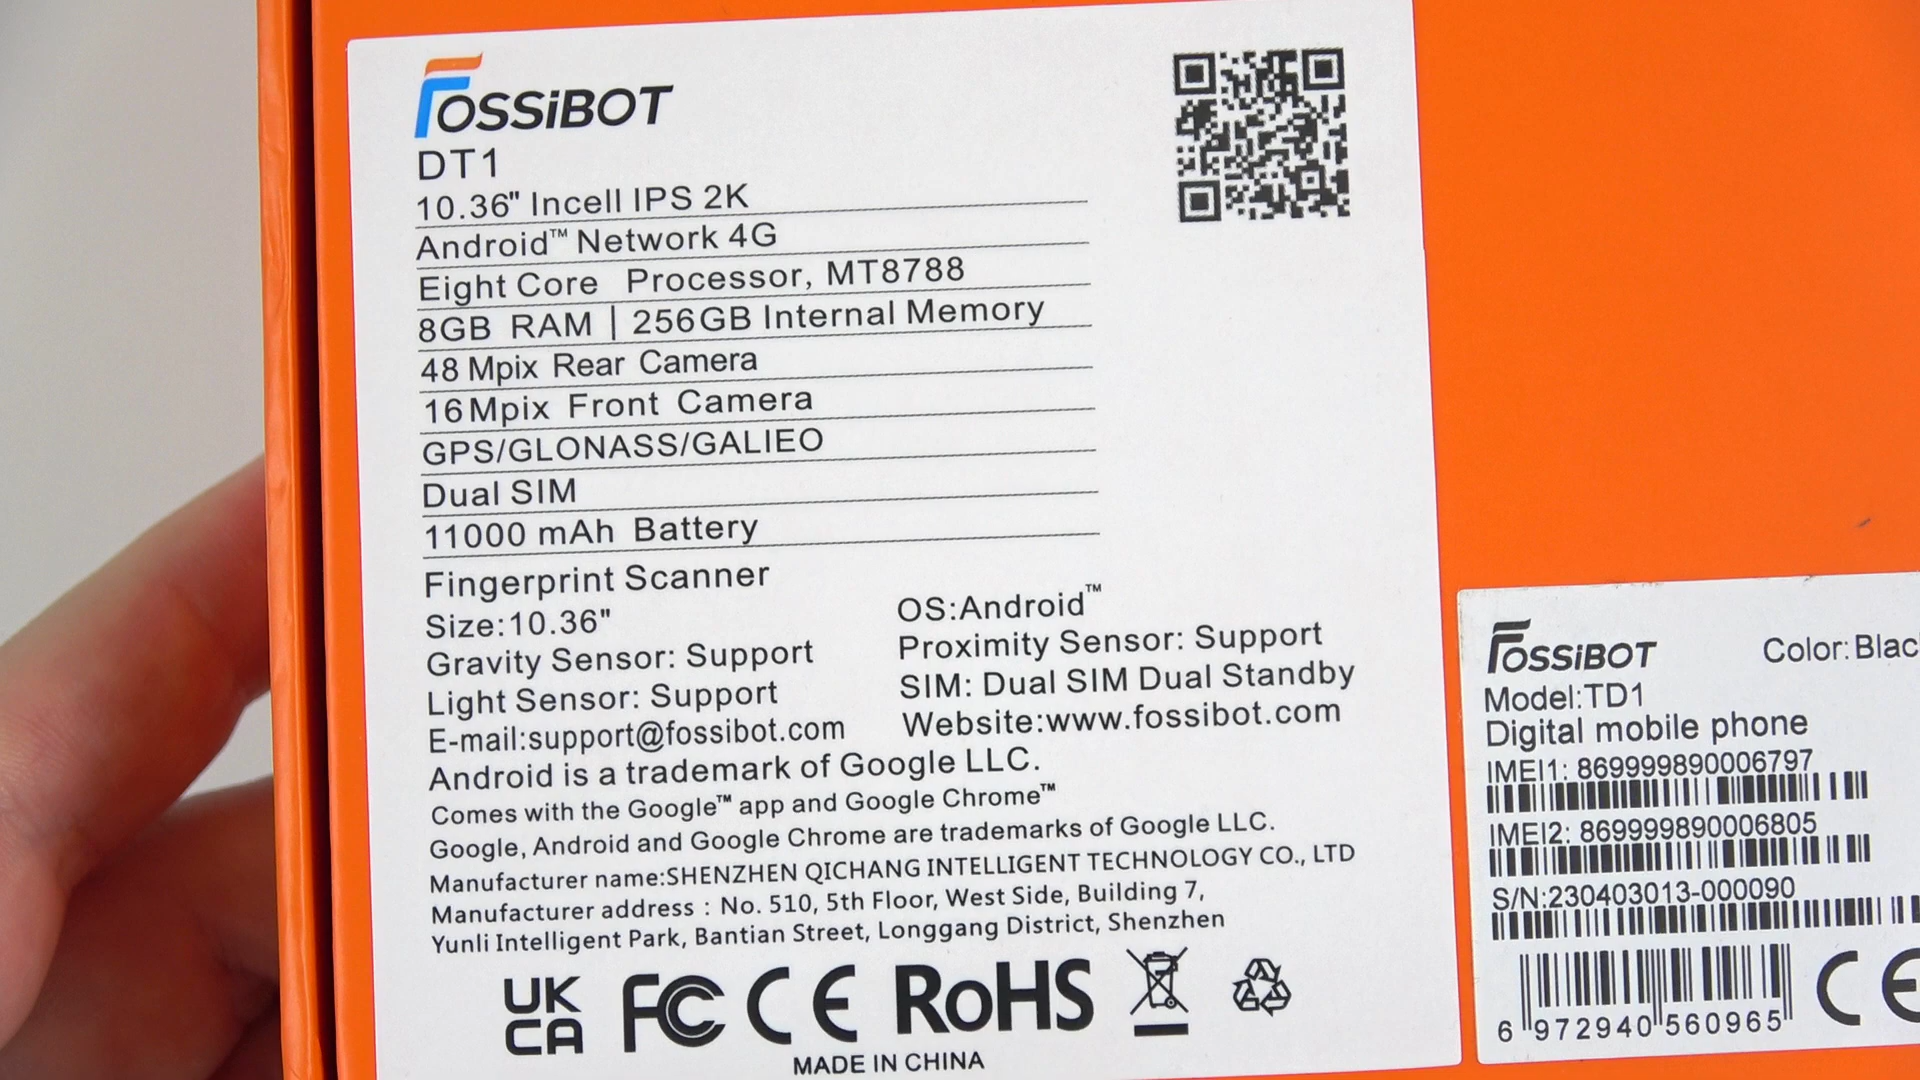 FOSSiBOT
DT1
10.36" Incell IPS 2K
Android™ Network 4G
Eight Core Processor, MT8788
8GB RAM | 256GB Internal Memory
48 Mpix Rear Camera
16 Mpix Front Camera
GPS/GLONASS/GALIEO
Dual SIM
11000 mAh Battery
Fingerprint Scanner
Size:10.36"
OS:Android™
Gravity Sensor: Support
Proximity Sensor: Support
Light Sensor: Support
SIM: Dual SIM Dual Standby
E-mail:support@fossibot.com
Website:www.fossibot.com
Android is a trademark of Google LLC.
Comes with the Google™ app and Google Chrome™
Google, Android and Google Chrome are trademarks of Google LLC.
Manufacturer name:SHENZHEN QICHANG INTELLIGENT TECHNOLOGY CO., LTD
Manufacturer address : No. 510, 5th Floor, West Side, Building 7,
Yunli Intelligent Park, Bantian Street, Longgang District, Shenzhen
UK CA FC CE RoHS
MADE IN CHINA
FOSSiBOT
Color: Blac
Model:TD1
Digital mobile phone
IMEI1: 869999890006797
IMEI2: 869999890006805
S/N:230403013-000090
6 972940 560965
CE